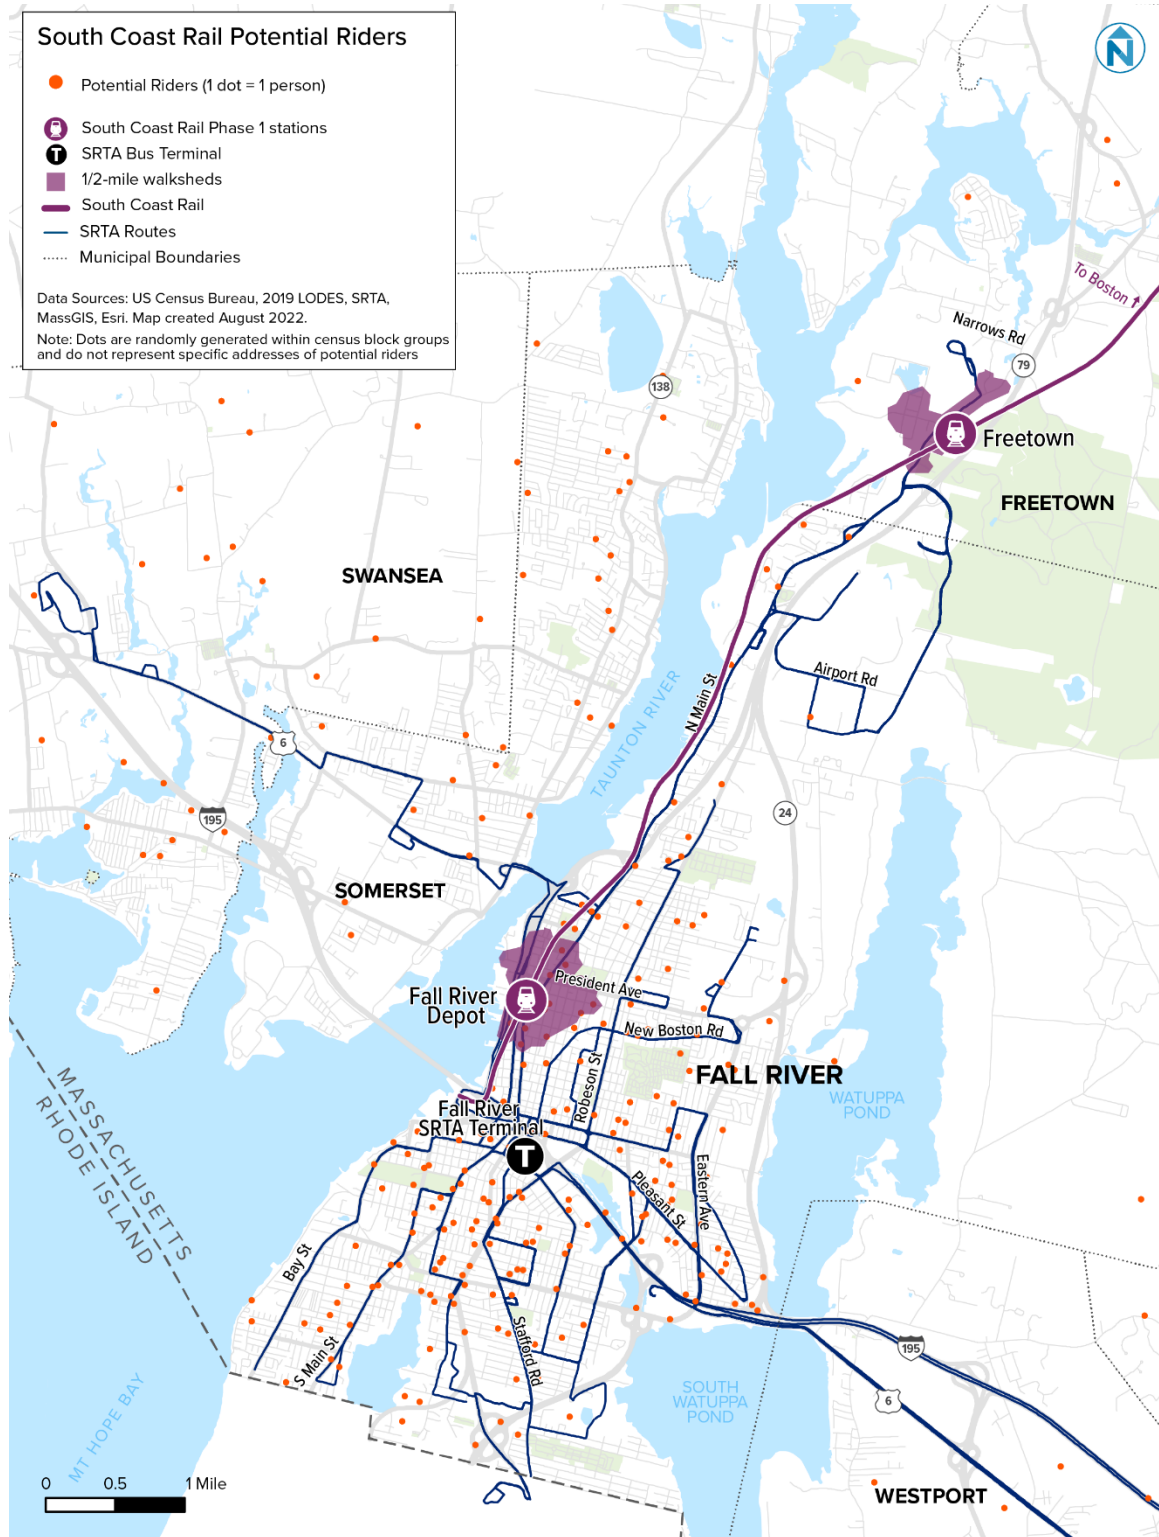 South Coast Rail Potential Riders
Potential Riders (1 dot = 1 person)
South Coast Rail Phase 1 stations
T
SRTA Bus Terminal
1/2-mile walksheds
South Coast Rail
SRTA Routes
Municipal Boundaries
Data Sources: US Census Bureau, 2019 LODES, SRTA,
MassGIS, Esri. Map created August 2022.
Note: Dots are randomly generated within census block groups
and do not represent specific addresses of potential riders
N
To Boston
Narrows Rd
79
138
Freetown
FREETOWN
SWANSEA
Airport Rd
N Main St
TAUNTON RIVER
6
195
24
SOMERSET
President Ave
Fall River
Depot
New Boston Rd
FALL RIVER
Robeson St
WATUPPA
POND
Fall River
SRTA Terminal
T
MASSACHUSETTS
RHODE ISLAND
Eastern Ave
Pleasant St
Bay St
S Main St
Stafford Rd
195
6
SOUTH
WATUPPA
POND
MT HOPE BAY
WESTPORT
0 0.5 1 Mile